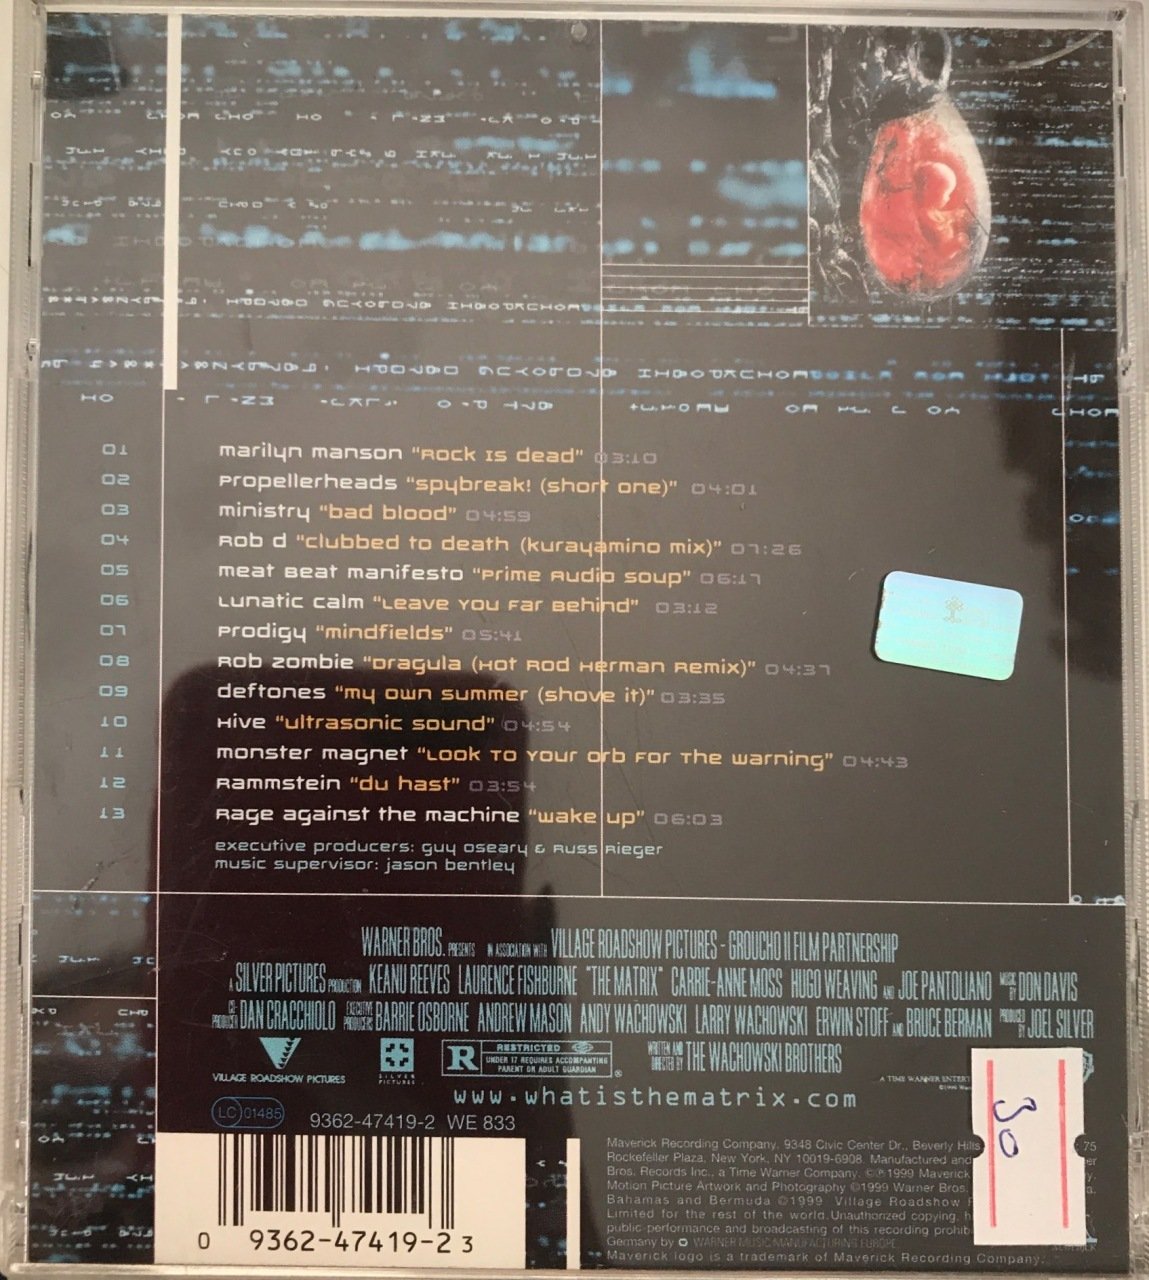 01 marilyn manson "Rock is dead" 03:10
02 Propellerheads "spybreak! (short one)" 04:01
03 ministry "bad blood" 04:59
04 Rob d "clubbed to death (kurayamino mix)" 07:26
05 meat Beat manifesto "Prime Audio soup" 06:17
06 Lunatic calm "Leave You Far Behind" 03:12
07 Prodigy "mindfields" 05:41
08 Rob zombie "Dragula (Hot Rod Herman Remix)" 04:37
09 deftones "my own summer (shove it)" 03:35
10 Hive "ultrasonic sound" 04:54
11 monster magnet "Look To Your orb For The warning" 04:43
12 Rammstein "du hast" 03:54
13 Rage against the machine "wake up" 06:03
executive producers: guy oseary & Russ Rieger
music supervisor: jason bentley
WARNER BROS. PRESENTS IN ASSOCIATION WITH VILLAGE ROADSHOW PICTURES - GROUCHO II FILM PARTNERSHIP
A SILVER PICTURES PRODUCTION KEANU REEVES LAURENCE FISHBURNE "THE MATRIX" CARRIE-ANNE MOSS HUGO WEAVING AND JOE PANTOLIANO MUSIC BY DON DAVIS
CO-PRODUCER DAN CRACCHIOLO EXECUTIVE PRODUCERS BARRIE OSBORNE ANDREW MASON ANDY WACHOWSKI LARRY WACHOWSKI ERWIN STOFF AND BRUCE BERMAN PRODUCED BY JOEL SILVER
WRITTEN AND DIRECTED BY THE WACHOWSKI BROTHERS
VILLAGE ROADSHOW PICTURES
SILVER PICTURES
R RESTRICTED
UNDER 17 REQUIRES ACCOMPANYING
PARENT OR ADULT GUARDIAN ®
A TIME WARNER ENTERT
www.whatisthematrix.com
LC 01485 9362-47419-2 WE 833
30
0 9362-47419-2 3
Maverick Recording Company, 9348 Civic Center Dr., Beverly Hills 75
Rockefeller Plaza, New York, NY 10019-6908. Manufactured and
Bros. Records Inc., a Time Warner Company. ©℗1999 Maverick
Motion Picture Artwork and Photography ©1999 Warner Bros.
Bahamas and Bermuda ©1999 Village Roadshow
Limited for the rest of the world. Unauthorized copying,
public performance and broadcasting of this recording prohib
Germany by WARNER MUSIC MANUFACTURING EUROPE
Maverick logo is a trademark of Maverick Recording Company.